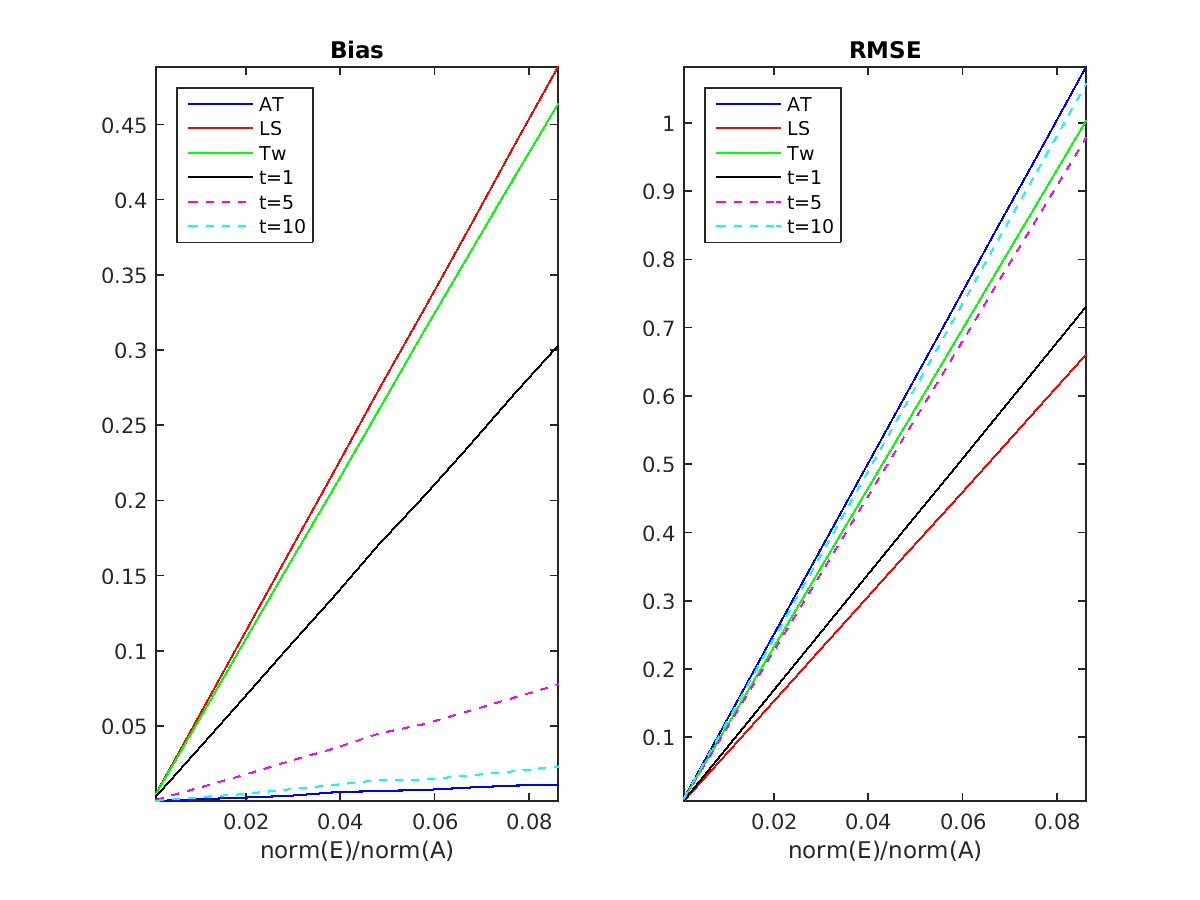 Bias
AT
LS
Tw
t=1
t=5
t=10
0.45
0.4
0.35
0.3
0.25
0.2
0.15
0.1
0.05
0.02 0.04 0.06 0.08
norm(E)/norm(A)
RMSE
AT
LS
Tw
t=1
t=5
t=10
1
0.9
0.8
0.7
0.6
0.5
0.4
0.3
0.2
0.1
0.02 0.04 0.06 0.08
norm(E)/norm(A)